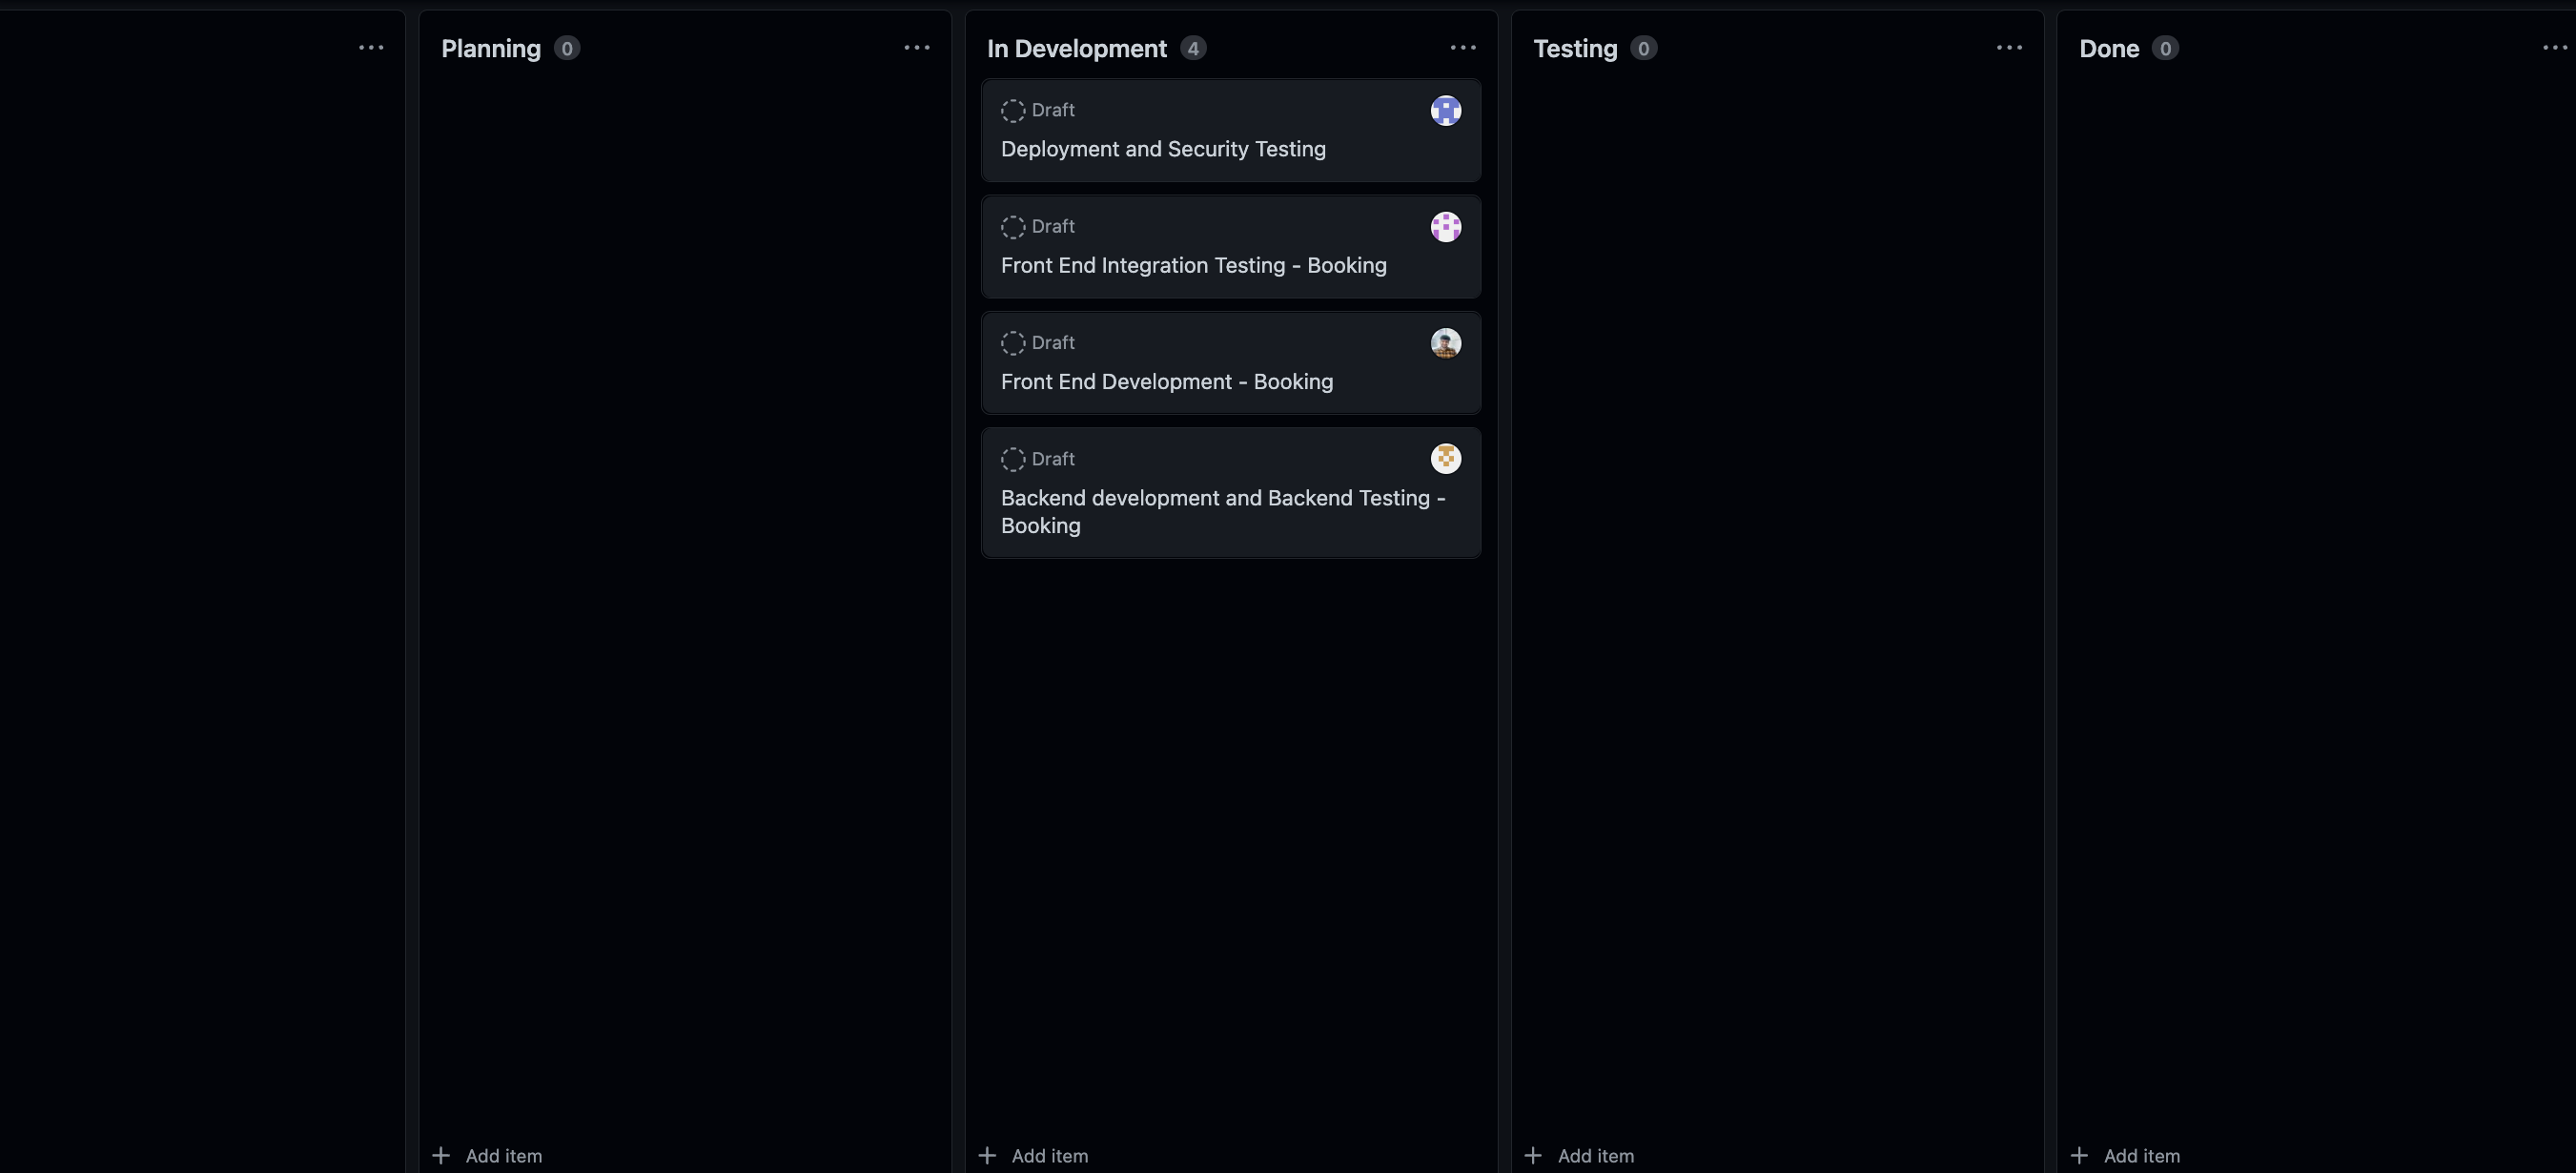 Planning 0
In Development 4
Testing 0
Done 0
Draft
Deployment and Security Testing
Draft
Front End Integration Testing - Booking
Draft
Front End Development - Booking
Draft
Backend development and Backend Testing -
Booking
Add item
Add item
Add item
Add item